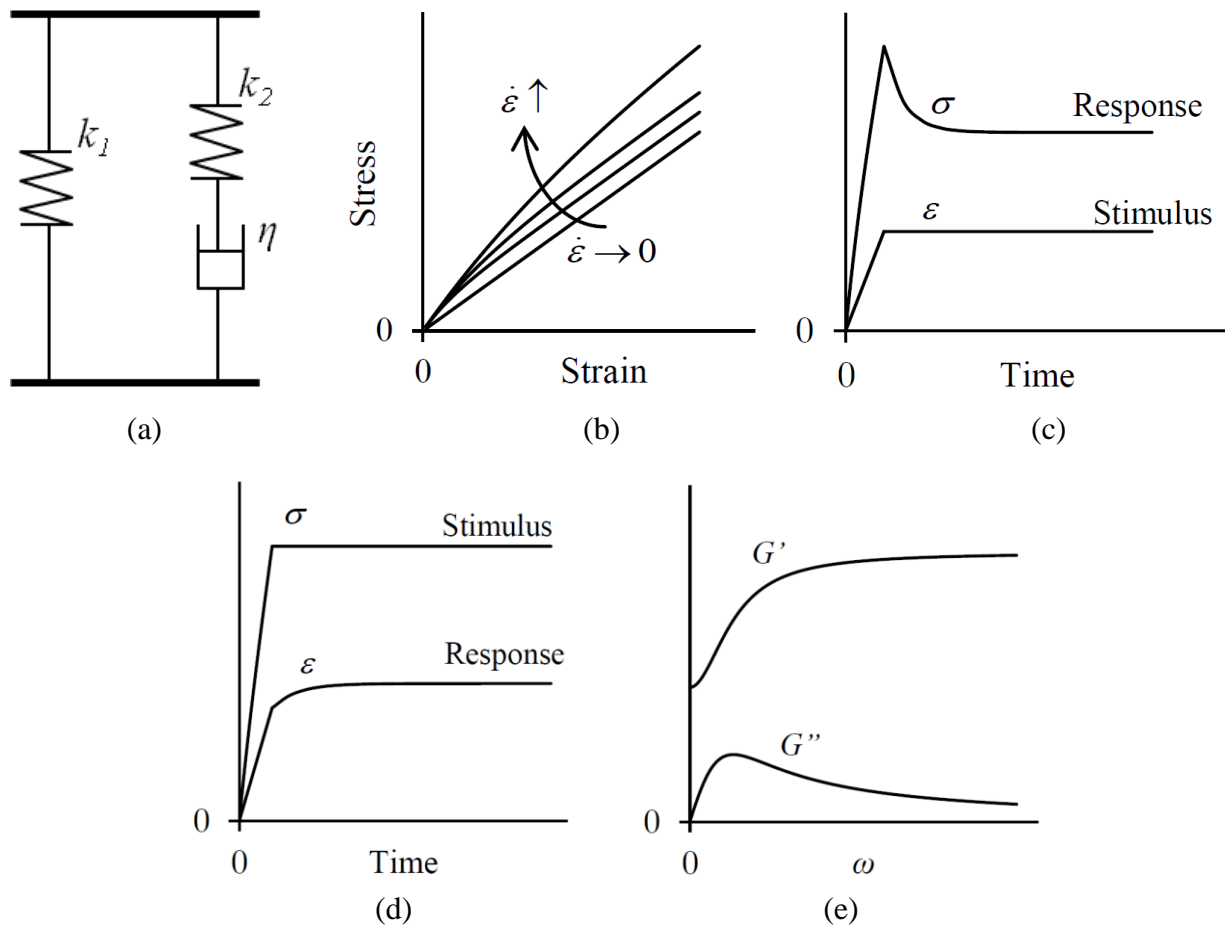 k₁
k₂
η
(a)
Stress
ε̇ ↑
ε̇ → 0
0
0
Strain
(b)
σ
Response
ε
Stimulus
0
0
Time
(c)
σ
Stimulus
Response
ε
0
0
Time
(d)
G’
G”
0
0
ω
(e)